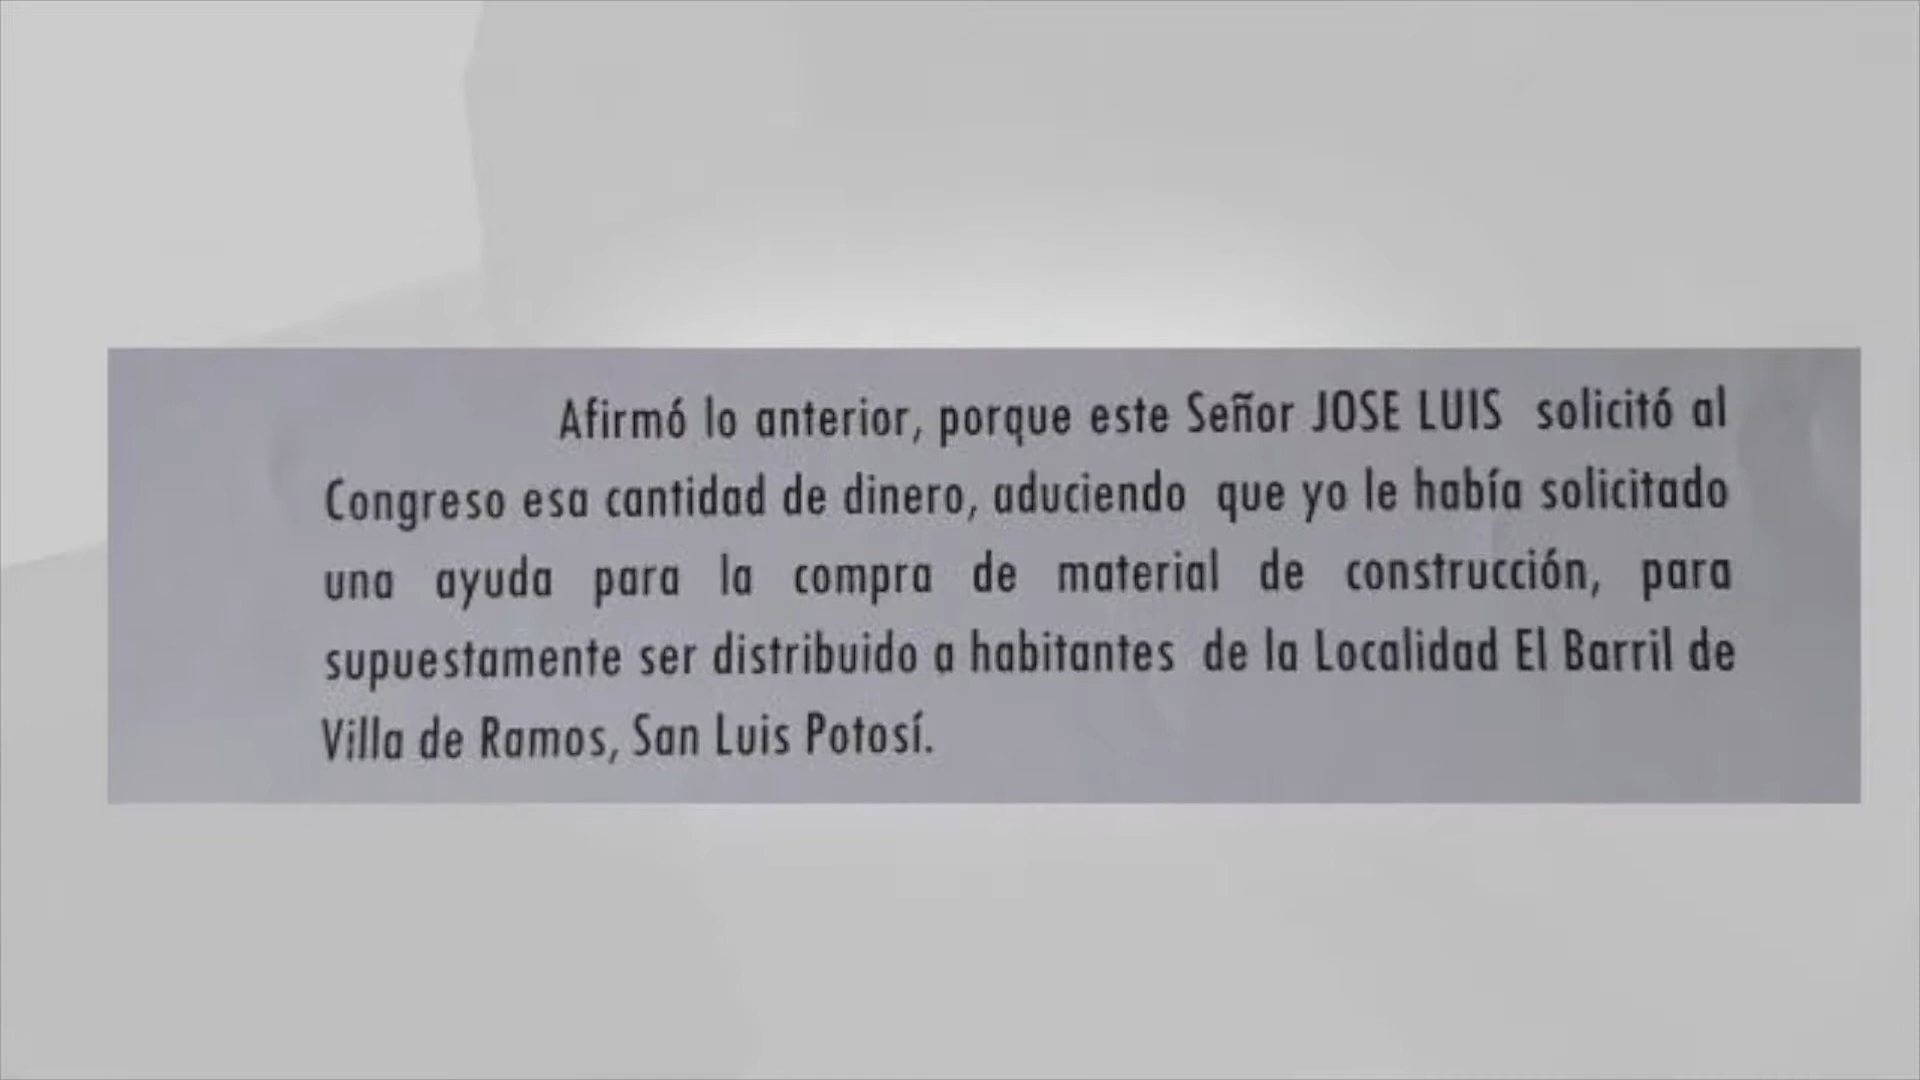 Afirmó lo anterior, porque este Señor JOSE LUIS solicitó al
Congreso esa cantidad de dinero, aduciendo que yo le había solicitado
una ayuda para la compra de material de construcción, para
supuestamente ser distribuido a habitantes de la Localidad El Barril de
Villa de Ramos, San Luis Potosí.